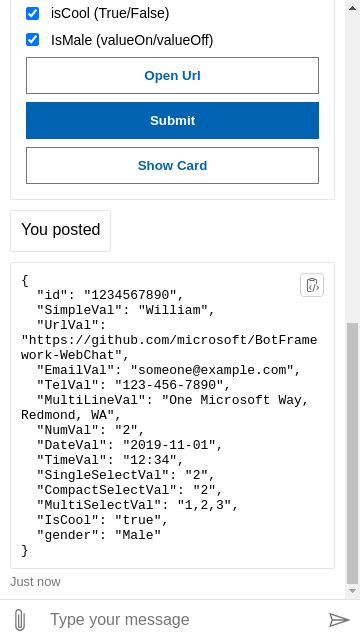 isCool (True/False)
IsMale (valueOn/valueOff)
Open Url
Submit
Show Card
You posted
{
  "id": "1234567890",
  "SimpleVal": "William",
  "UrlVal":
"https://github.com/microsoft/BotFrame
work-WebChat",
  "EmailVal": "someone@example.com",
  "TelVal": "123-456-7890",
  "MultiLineVal": "One Microsoft Way,
Redmond, WA",
  "NumVal": "2",
  "DateVal": "2019-11-01",
  "TimeVal": "12:34",
  "SingleSelectVal": "2",
  "CompactSelectVal": "2",
  "MultiSelectVal": "1,2,3",
  "IsCool": "true",
  "gender": "Male"
}
Just now
Type your message